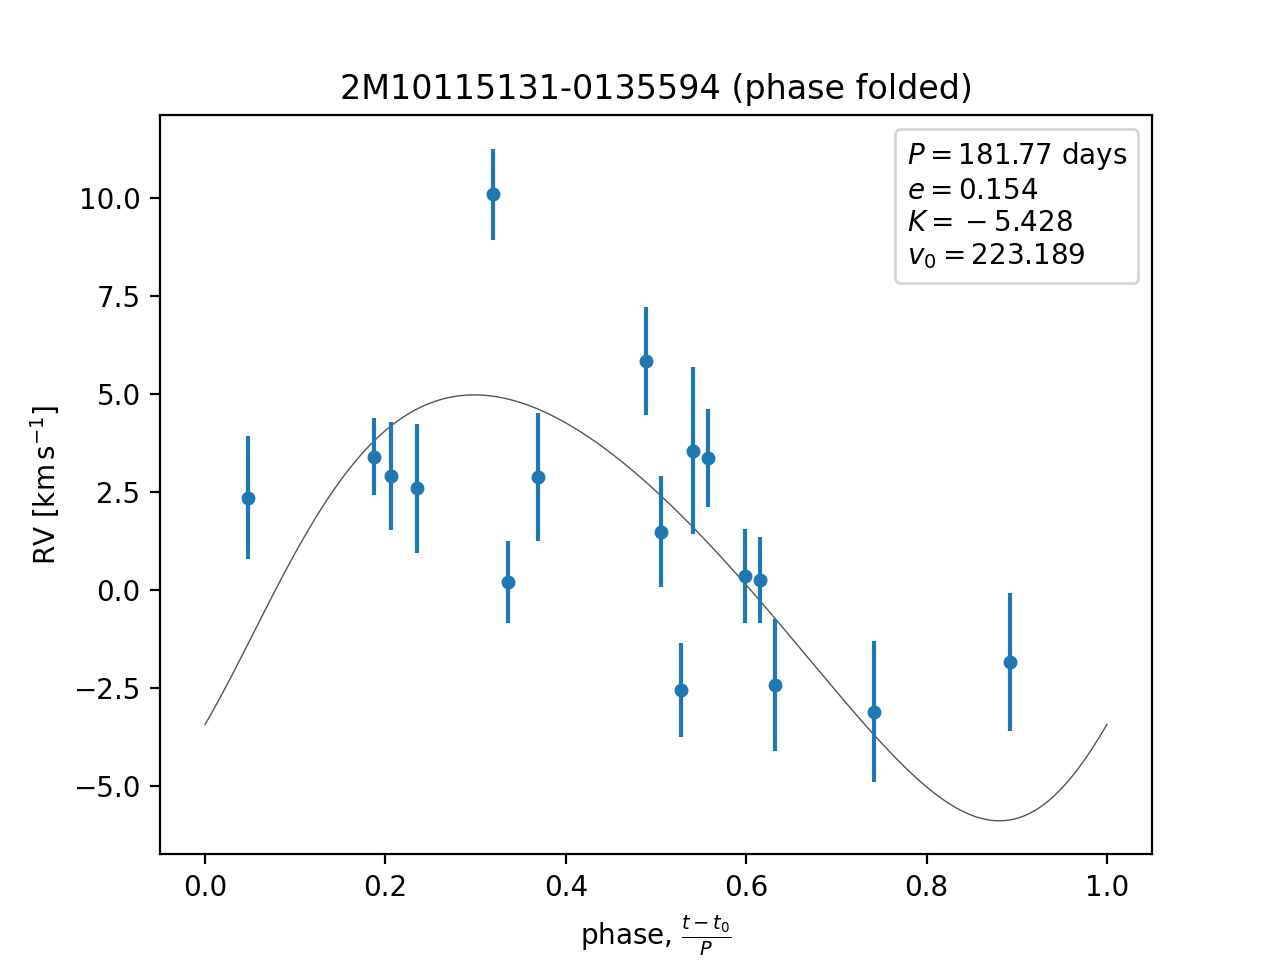 2M10115131-0135594 (phase folded)
P = 181.77 days
e = 0.154
K = −5.428
v₀ = 223.189
10.0
7.5
5.0
2.5
0.0
−2.5
−5.0
RV [km s⁻¹]
0.0 0.2 0.4 0.6 0.8 1.0
phase, (t − t₀)/P